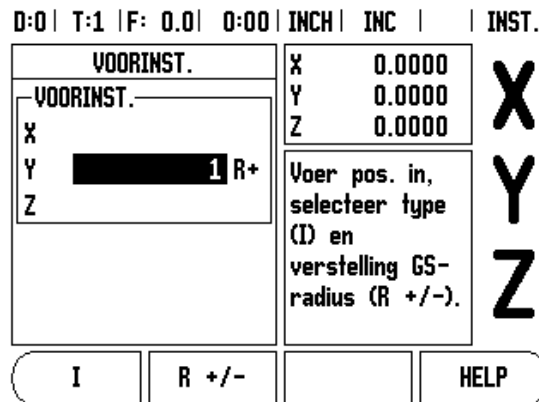 D:0 | T:1 | F: 0.0 | 0:00 | INCH | INC | | INST.
VOORINST.
VOORINST.
X
Y 1 R+
Z
X 0.0000
Y 0.0000
Z 0.0000
Voer pos. in,
selecteer type
(I) en
verstelling GS-
radius (R +/-).
X
Y
Z
I R +/- HELP